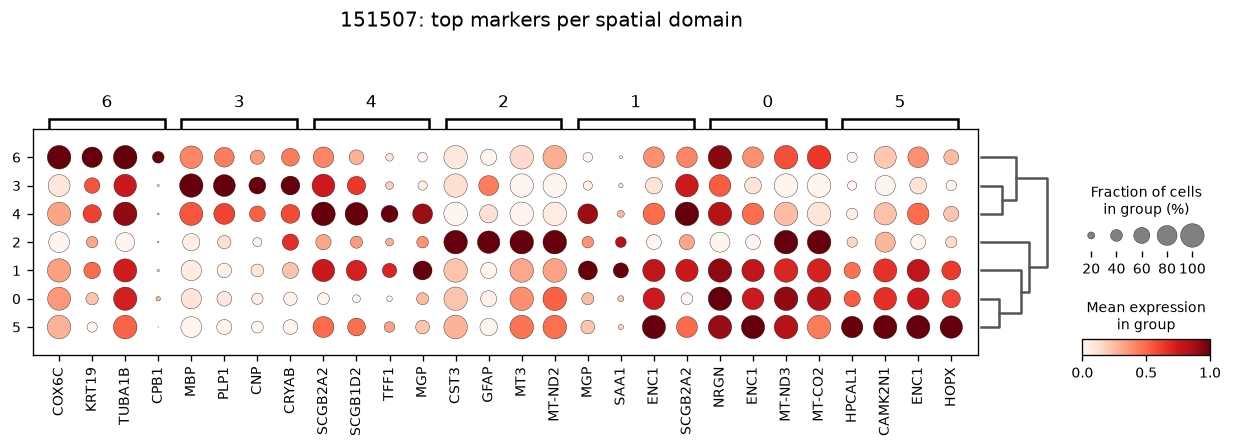 151507: top markers per spatial domain
6 3 4 2 1 0 5
6
3
4
2
1
0
5
COX6C KRT19 TUBA1B CPB1 MBP PLP1 CNP CRYAB SCGB2A2 SCGB1D2 TFF1 MGP CST3 GFAP MT3 MT-ND2 MGP SAA1 ENC1 SCGB2A2 NRGN ENC1 MT-ND3 MT-CO2 HPCAL1 CAMK2N1 ENC1 HOPX
Fraction of cells
in group (%)
20 40 60 80 100
Mean expression
in group
0.0 0.5 1.0